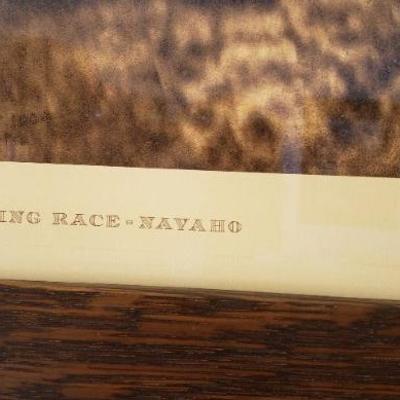 ING RACE - NAVAHO